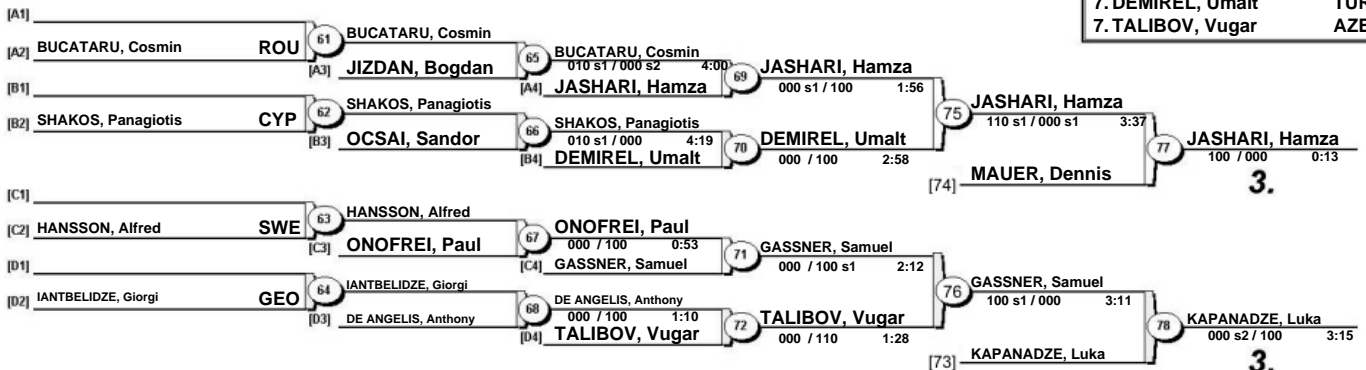 7. DEMIREL, Umalt TUR
7. TALIBOV, Vugar AZE
[A1]
[A2] BUCATARU, Cosmin ROU
61 BUCATARU, Cosmin
[A3] JIZDAN, Bogdan
65 BUCATARU, Cosmin
010 s1 / 000 s2 4:00
[A4] JASHARI, Hamza
69 JASHARI, Hamza
000 s1 / 100 1:56
[B1]
[B2] SHAKOS, Panagiotis CYP
62 SHAKOS, Panagiotis
[B3] OCSAI, Sandor
66 SHAKOS, Panagiotis
010 s1 / 000 4:19
[B4] DEMIREL, Umalt
70 DEMIREL, Umalt
000 / 100 2:58
75 JASHARI, Hamza
110 s1 / 000 s1 3:37
[74] MAUER, Dennis
77 JASHARI, Hamza
100 / 000 0:13
3.
[C1]
[C2] HANSSON, Alfred SWE
63 HANSSON, Alfred
[C3] ONOFREI, Paul
67 ONOFREI, Paul
000 / 100 0:53
[C4] GASSNER, Samuel
71 GASSNER, Samuel
000 / 100 s1 2:12
[D1]
[D2] IANTBELIDZE, Giorgi GEO
64 IANTBELIDZE, Giorgi
[D3] DE ANGELIS, Anthony
68 DE ANGELIS, Anthony
000 / 100 1:10
[D4] TALIBOV, Vugar
72 TALIBOV, Vugar
000 / 110 1:28
76 GASSNER, Samuel
100 s1 / 000 3:11
[73] KAPANADZE, Luka
78 KAPANADZE, Luka
000 s2 / 100 3:15
3.